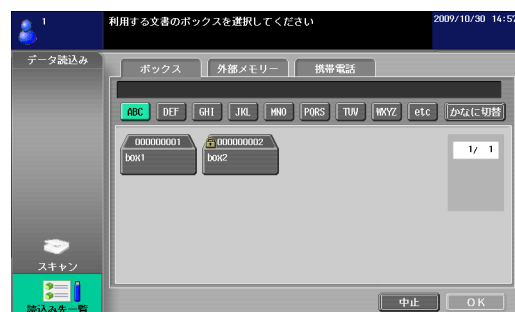 1
利用する文書のボックスを選択してください
2009/10/30 14:57
データ読込み
ボックス
外部メモリー
携帯電話
ABC DEF GHI JKL MNO PQRS TUV WXYZ etc かなに切替
000000001
box1
000000002
box2
1/ 1
スキャン
読込み先一覧
中止
OK